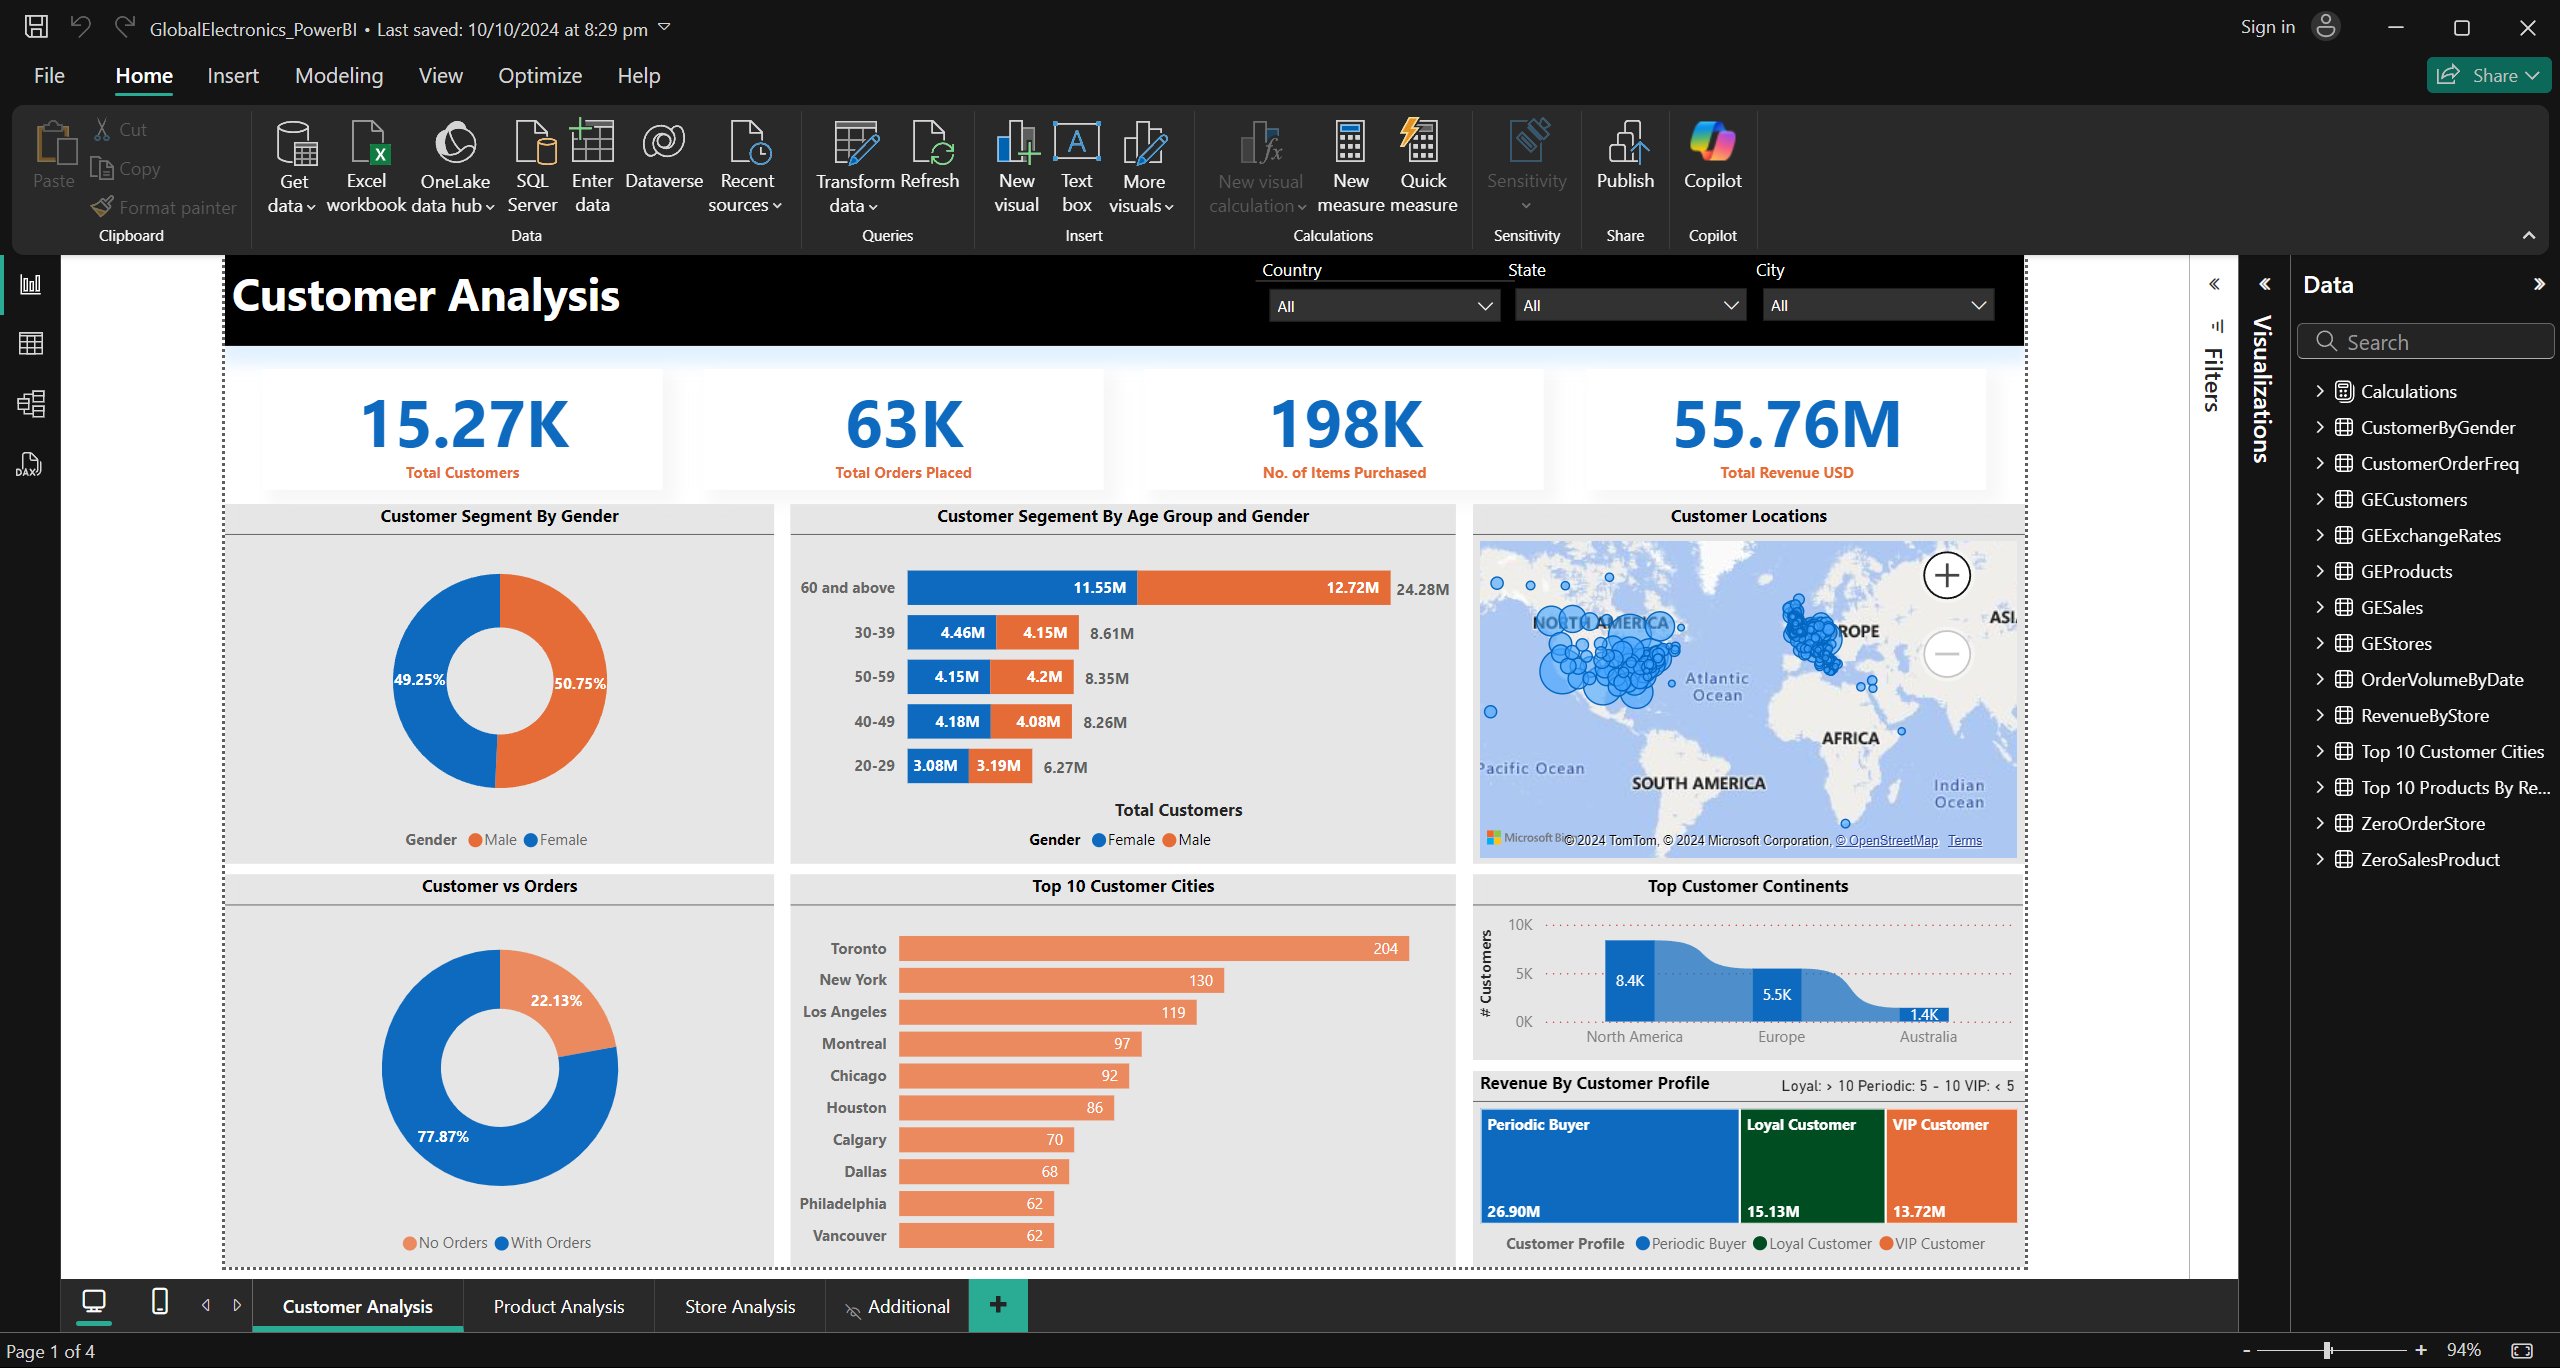 GlobalElectronics_PowerBI • Last saved: 10/10/2024 at 8:29 pm
Sign in
File Home Insert Modeling View Optimize Help
Share
Paste
Cut
Copy
Format painter
Clipboard
Get data
Excel workbook
OneLake data hub
SQL Server
Enter data
Dataverse
Recent sources
Data
Transform data
Refresh
Queries
New visual
Text box
More visuals
Insert
New visual calculation
New measure
Quick measure
Calculations
Sensitivity
Sensitivity
Publish
Share
Copilot
Copilot
DAX
Customer Analysis
Country
All
State
All
City
All
15.27K
Total Customers
63K
Total Orders Placed
198K
No. of Items Purchased
55.76M
Total Revenue USD
Customer Segment By Gender
49.25%
50.75%
Gender Male Female
Customer Segement By Age Group and Gender
60 and above 11.55M 12.72M 24.28M
30-39 4.46M 4.15M 8.61M
50-59 4.15M 4.2M 8.35M
40-49 4.18M 4.08M 8.26M
20-29 3.08M 3.19M 6.27M
Total Customers
Gender Female Male
Customer Locations
NORTH AMERICA
ROPE
ASI
Atlantic
Ocean
AFRICA
Pacific Ocean
SOUTH AMERICA
Indian
Ocean
Microsoft Bin
©2024 TomTom, © 2024 Microsoft Corporation, © OpenStreetMap Terms
Customer vs Orders
22.13%
77.87%
No Orders With Orders
Top 10 Customer Cities
Toronto 204
New York 130
Los Angeles 119
Montreal 97
Chicago 92
Houston 86
Calgary 70
Dallas 68
Philadelphia 62
Vancouver 62
Top Customer Continents
# Customers
10K
5K
0K
8.4K
5.5K
1.4K
North America Europe Australia
Revenue By Customer Profile Loyal: > 10 Periodic: 5 - 10 VIP: < 5
Periodic Buyer
26.90M
Loyal Customer
15.13M
VIP Customer
13.72M
Customer Profile Periodic Buyer Loyal Customer VIP Customer
Filters
Visualizations
Data
Search
Calculations
CustomerByGender
CustomerOrderFreq
GECustomers
GEExchangeRates
GEProducts
GESales
GEStores
OrderVolumeByDate
RevenueByStore
Top 10 Customer Cities
Top 10 Products By Re...
ZeroOrderStore
ZeroSalesProduct
Customer Analysis
Product Analysis
Store Analysis
Additional
Page 1 of 4
- + 94%